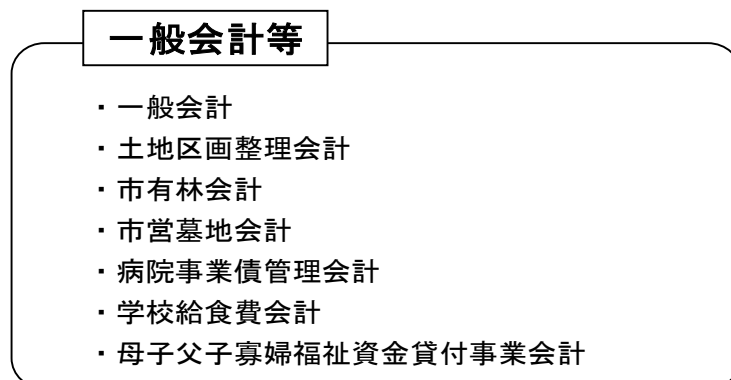 一般会計等
・一般会計
・土地区画整理会計
・市有林会計
・市営墓地会計
・病院事業債管理会計
・学校給食費会計
・母子父子寡婦福祉資金貸付事業会計